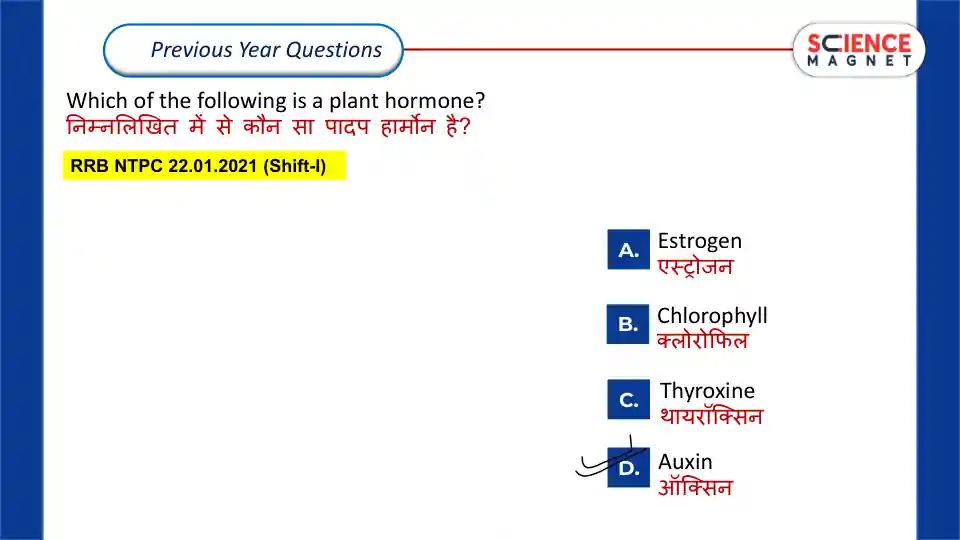 Previous Year Questions
SCIENCE
MAGNET
Which of the following is a plant hormone?
निम्नलिखित में से कौन सा पादप हार्मोन है?
RRB NTPC 22.01.2021 (Shift-I)
A. Estrogen
एस्ट्रोजन
B. Chlorophyll
क्लोरोफिल
C. Thyroxine
थायरॉक्सिन
D. Auxin
ऑक्सिन